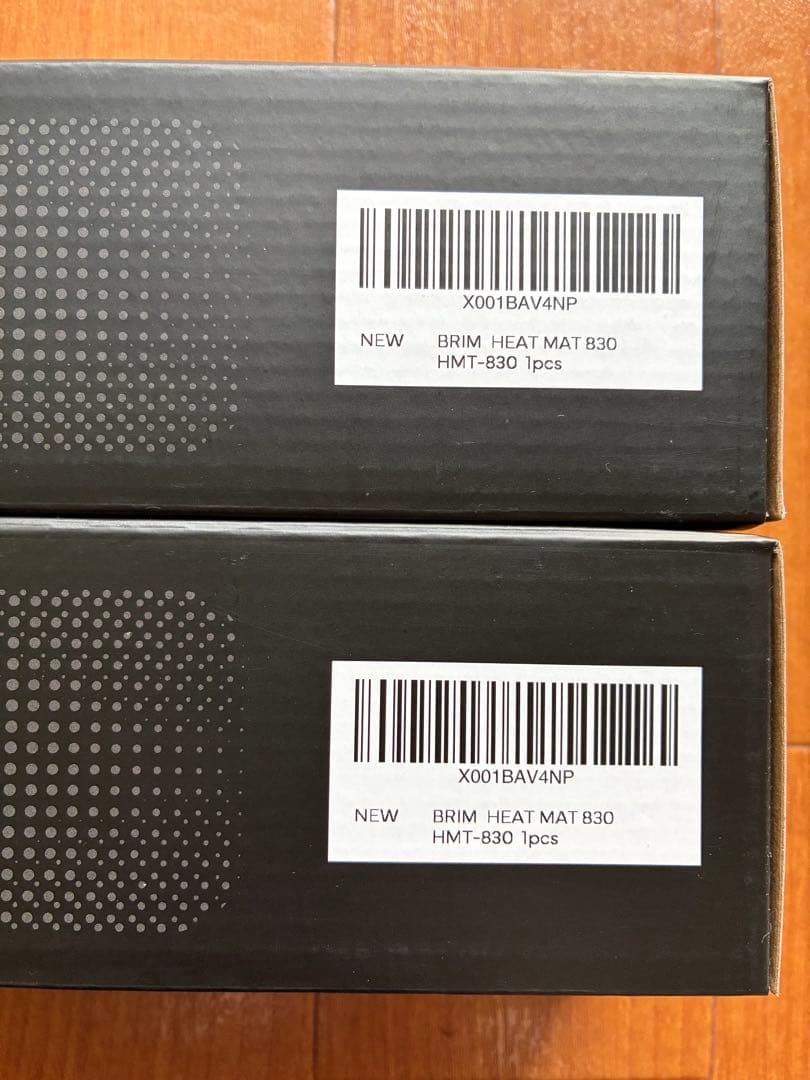 X001BAV4NP
NEW BRIM HEAT MAT 830
HMT-830 1pcs
X001BAV4NP
NEW BRIM HEAT MAT 830
HMT-830 1pcs